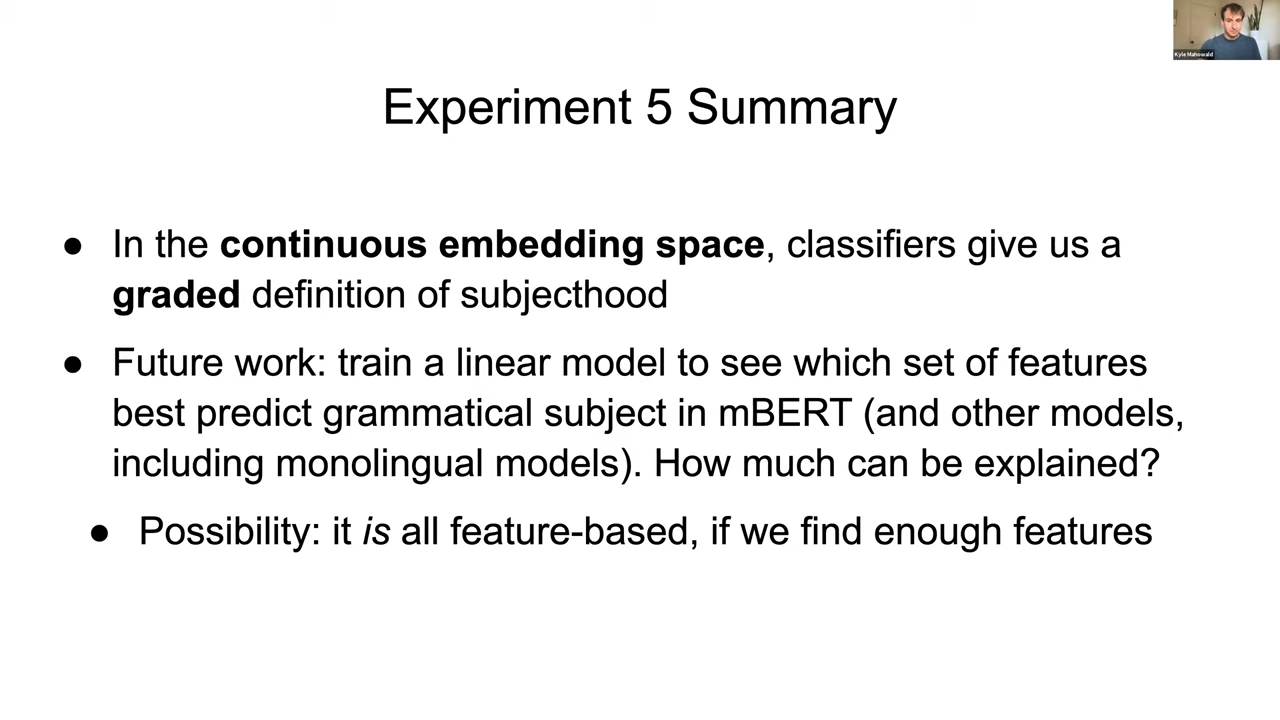 Kyle Mahowald
Experiment 5 Summary
● In the continuous embedding space, classifiers give us a
graded definition of subjecthood
● Future work: train a linear model to see which set of features
best predict grammatical subject in mBERT (and other models,
including monolingual models). How much can be explained?
● Possibility: it is all feature-based, if we find enough features